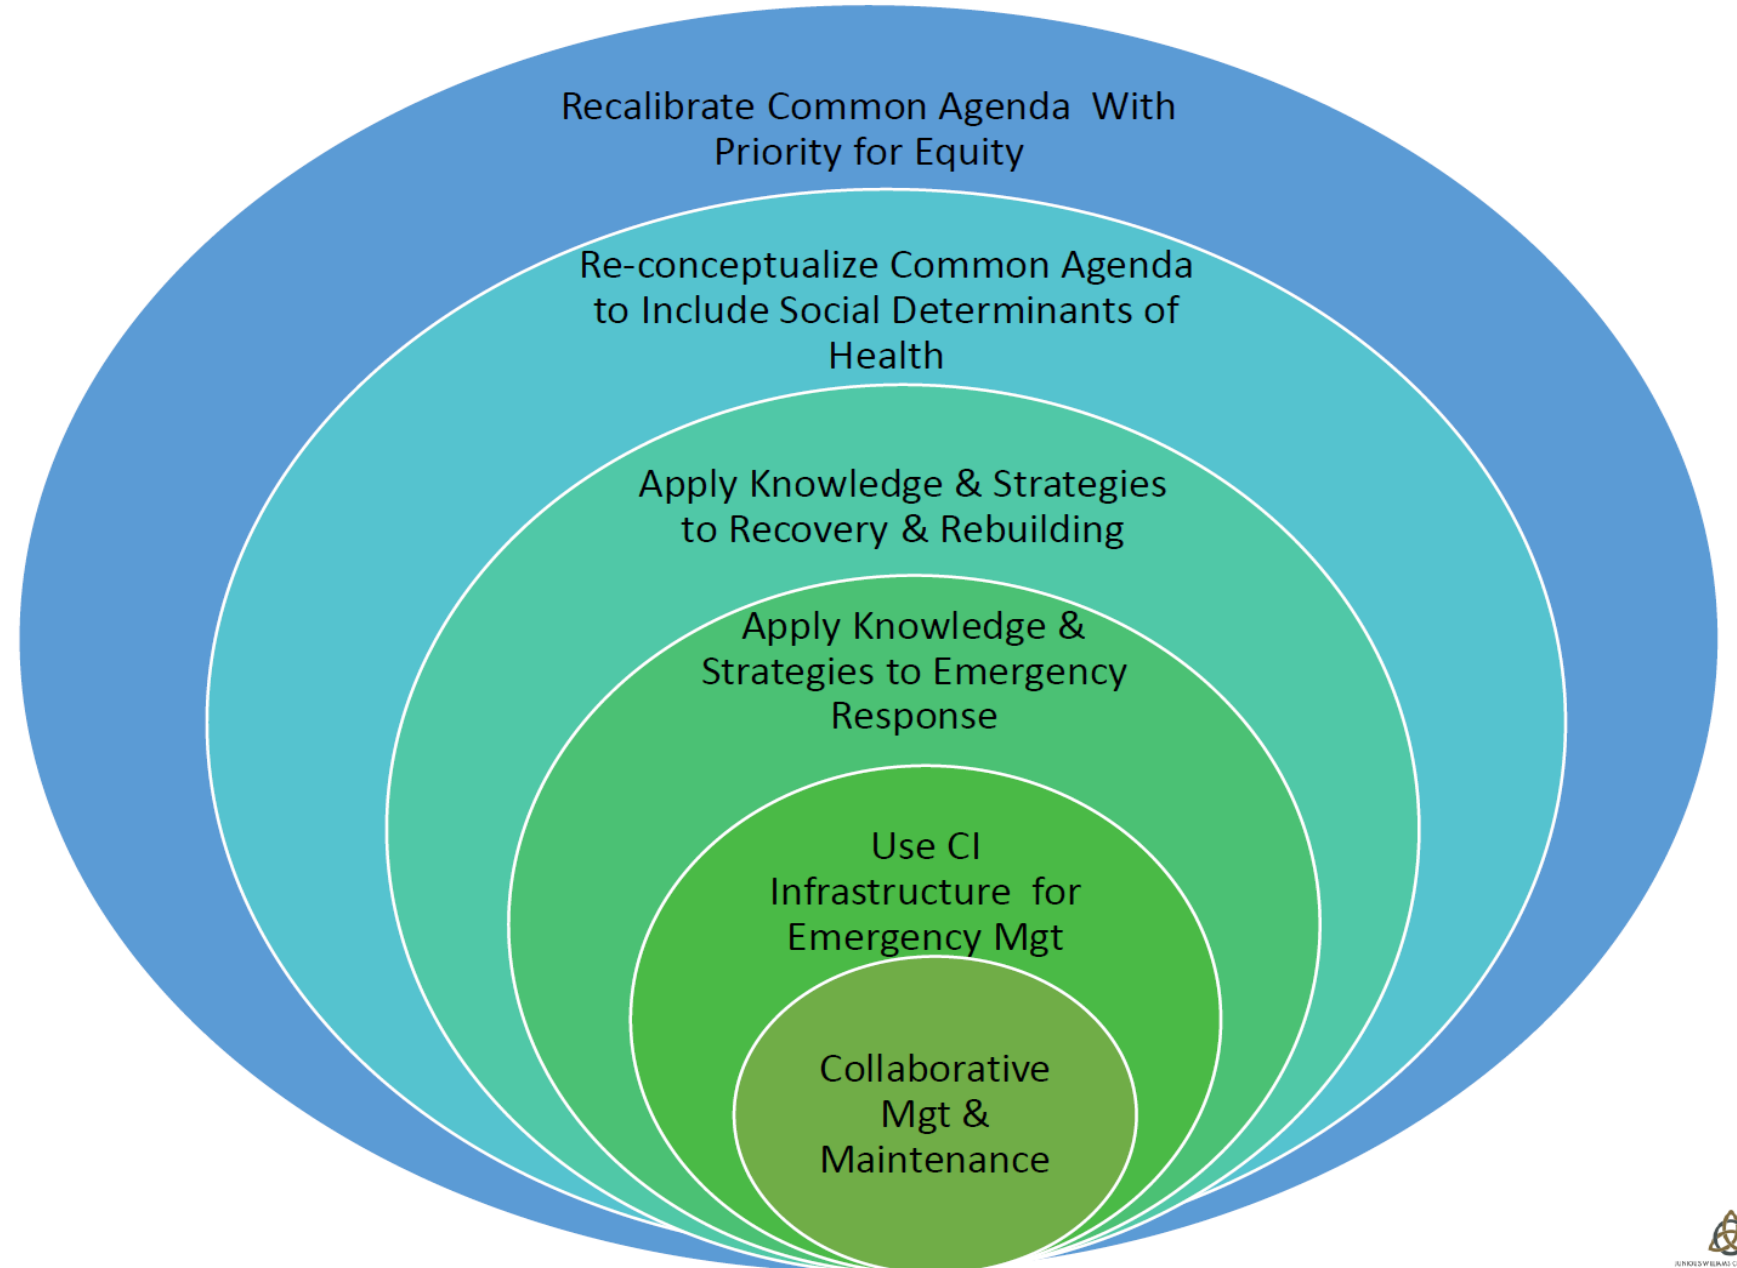 Recalibrate Common Agenda With
Priority for Equity
Re-conceptualize Common Agenda
to Include Social Determinants of
Health
Apply Knowledge & Strategies
to Recovery & Rebuilding
Apply Knowledge &
Strategies to Emergency
Response
Use CI
Infrastructure for
Emergency Mgt
Collaborative
Mgt &
Maintenance